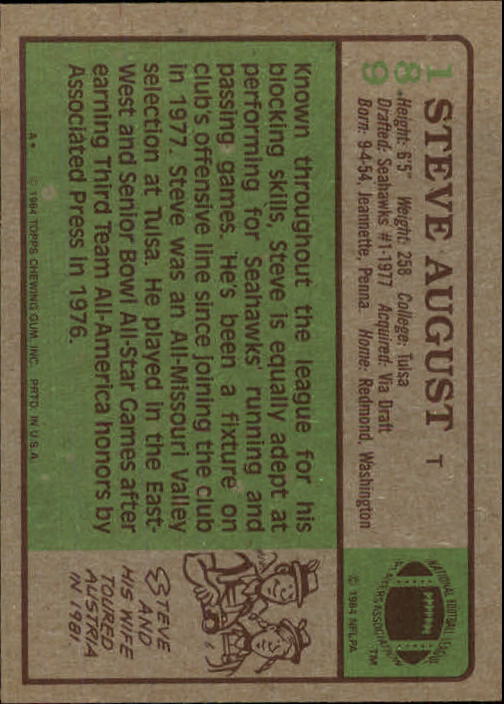 189
STEVE AUGUST T
Height: 6'5" Weight: 258 College: Tulsa
Drafted: Seahawks #1-1977 Acquired: Via Draft
Born: 9-4-54, Jeannette, Penna. Home: Redmond, Washington
NATIONAL FOOTBALL LEAGUE
PLAYERS ASSOCIATION
TM
© 1984 NFLPA
Known throughout the league for his
blocking skills, Steve is equally adept at
performing for Seahawks' running and
passing games. He's been a fixture on
club's offensive line since joining the club
in 1977. Steve was an All-Missouri Valley
selection at Tulsa. He played in the East-
West and Senior Bowl All-Star Games after
earning Third Team All-America honors by
Associated Press in 1976.
STEVE
AND
HIS WIFE
TOURED
AUSTRIA
IN 1981.
A* © 1984 TOPPS CHEWING GUM, INC. PRTD. IN U.S.A.